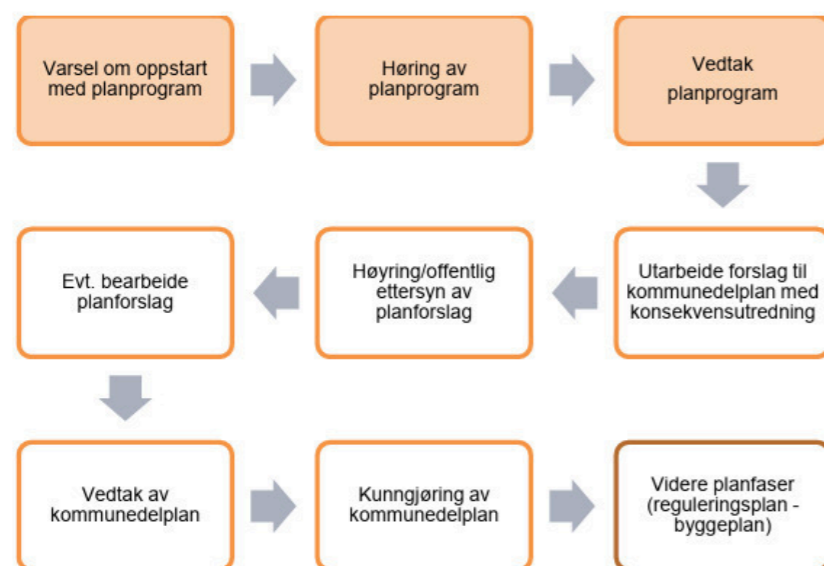 Varsel om oppstart
med planprogram
Høring av
planprogram
Vedtak
planprogram
Utarbeide forslag til
kommunedelplan med
konsekvensutredning
Høyring/offentlig
ettersyn av
planforslag
Evt. bearbeide
planforslag
Vedtak av
kommunedelplan
Kunngjøring av
kommunedelplan
Videre planfaser
(reguleringsplan -
byggeplan)